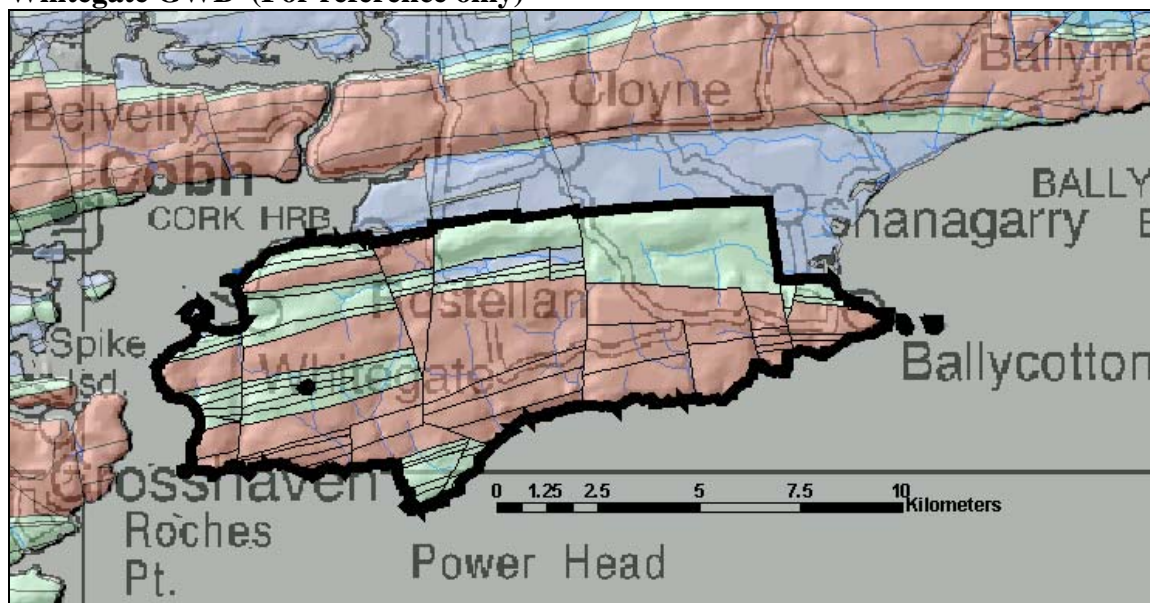 Whitegate GWB (For reference only)
Belvelly
Cloyne
Ballyma
Cobh
CORK HRB
BALLY
Shanagarry
B
Rostellan
Spike
Isd.
Whitegate
Ballycotton
Crosshaven
0 1.25 2.5 5 7.5 10
Kilometers
Roches
Pt.
Power Head